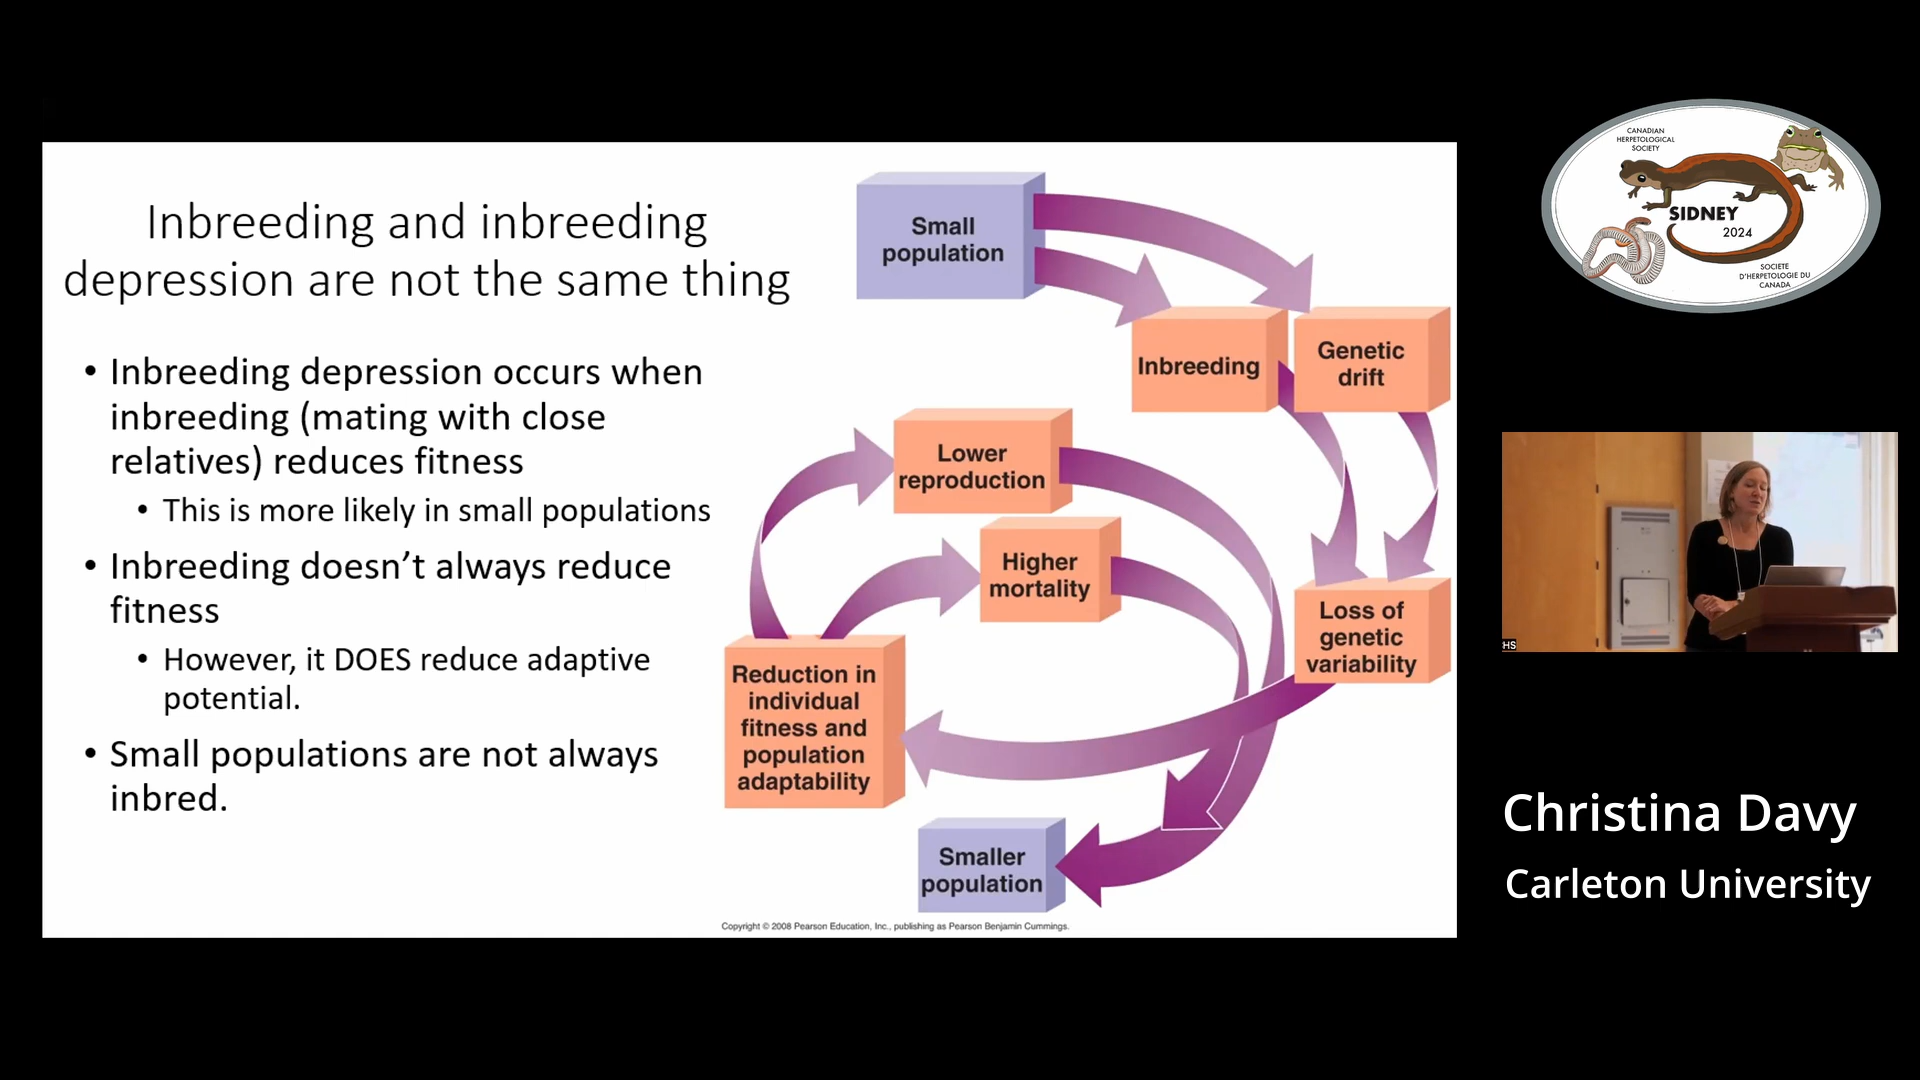 Inbreeding and inbreeding
depression are not the same thing
• Inbreeding depression occurs when
inbreeding (mating with close
relatives) reduces fitness
• This is more likely in small populations
• Inbreeding doesn’t always reduce
fitness
• However, it DOES reduce adaptive
potential.
• Small populations are not always
inbred.
Small
population
Inbreeding
Genetic
drift
Lower
reproduction
Higher
mortality
Loss of
genetic
variability
Reduction in
individual
fitness and
population
adaptability
Smaller
population
Copyright © 2008 Pearson Education, Inc., publishing as Pearson Benjamin Cummings.
CANADIAN
HERPETOLOGICAL
SOCIETY
SIDNEY
2024
SOCIETE
D'HERPETOLOGIE DU
CANADA
CHS
Christina Davy
Carleton University